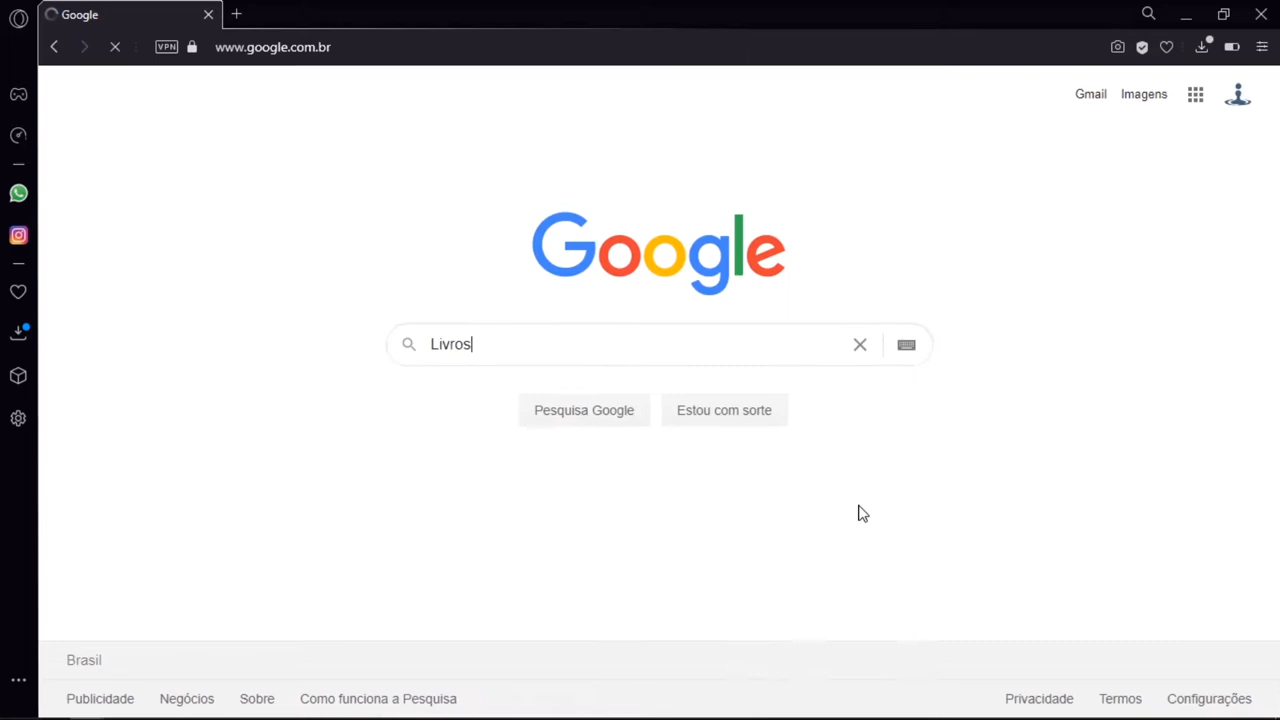 Google
VPN
www.google.com.br
Gmail
Imagens
Google
Livros
Pesquisa Google
Estou com sorte
Brasil
Publicidade
Negócios
Sobre
Como funciona a Pesquisa
Privacidade
Termos
Configurações